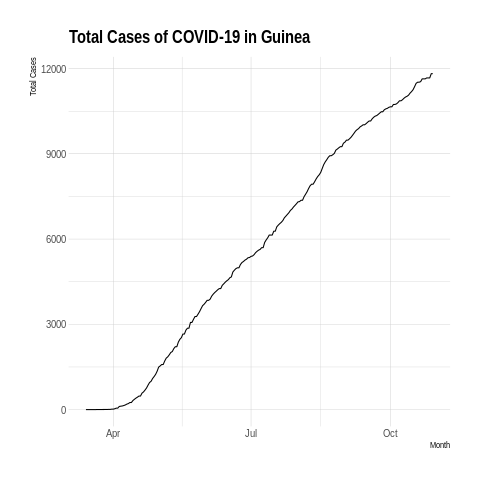 Total Cases of COVID-19 in Guinea
Total Cases
12000
9000
6000
3000
0
Apr Jul Oct
Month